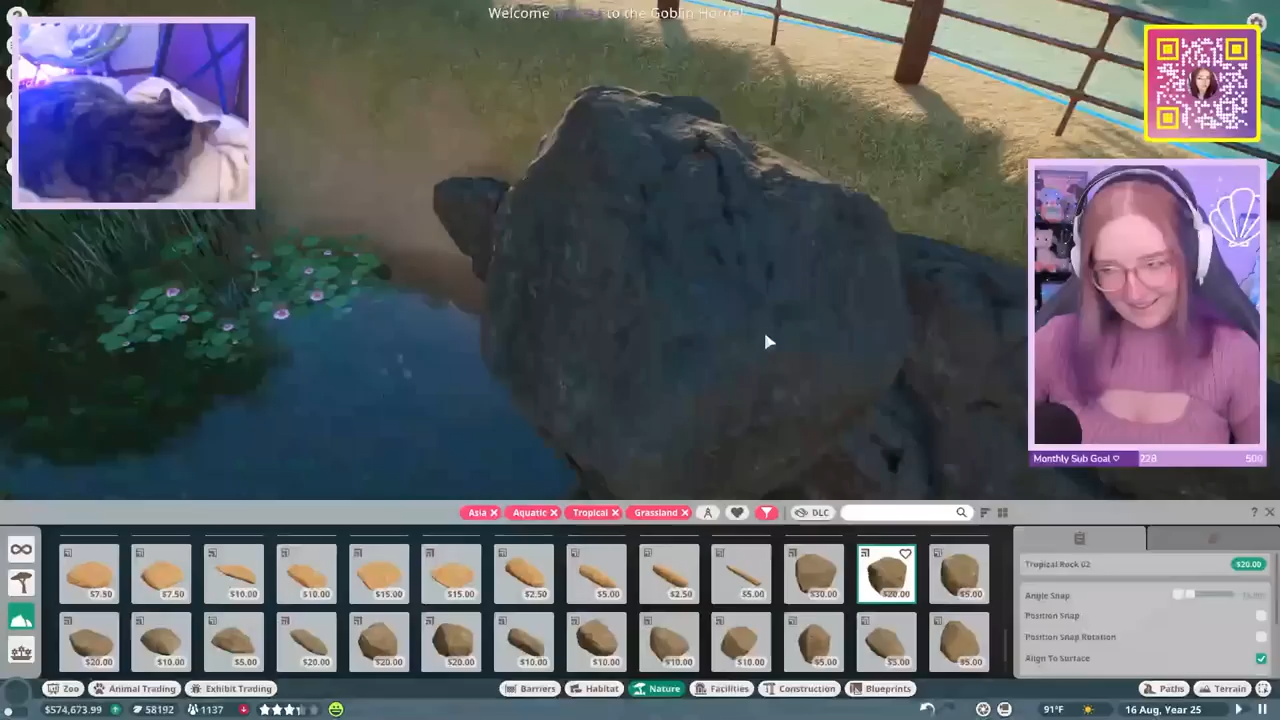 Welcome to the Goblin Horde!
Monthly Sub Goal 228 500
Asia Aquatic Tropical Grassland DLC
$7.50 $7.50 $10.00 $10.00 $15.00 $15.00 $2.50 $5.00 $2.50 $5.00 $30.00 $20.00 $5.00
$20.00 $10.00 $5.00 $20.00 $20.00 $20.00 $10.00 $10.00 $10.00 $10.00 $5.00 $5.00 $5.00
Tropical Rock 02 $20.00
Angle Snap
Position Snap
Position Snap Rotation
Align To Surface
Zoo Animal Trading Exhibit Trading Barriers Habitat Nature Facilities Construction Blueprints Paths Terrain
$574,673.99 58192 1137 91°F 16 Aug, Year 25